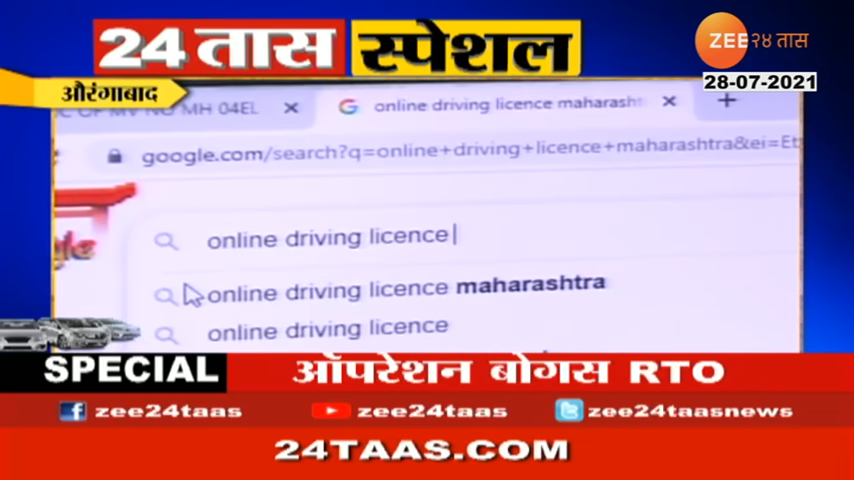 24 तास स्पेशल
ZEE २४ तास
28-07-2021
औरंगाबाद
OF MV NO MH 04EL
online driving licence maharasht
google.com/search?q=online+driving+licence+maharashtra&ei=Et
online driving licence
online driving licence maharashtra
online driving licence
SPECIAL
ऑपरेशन बोगस RTO
zee24taas
zee24taas
zee24taasnews
24TAAS.COM